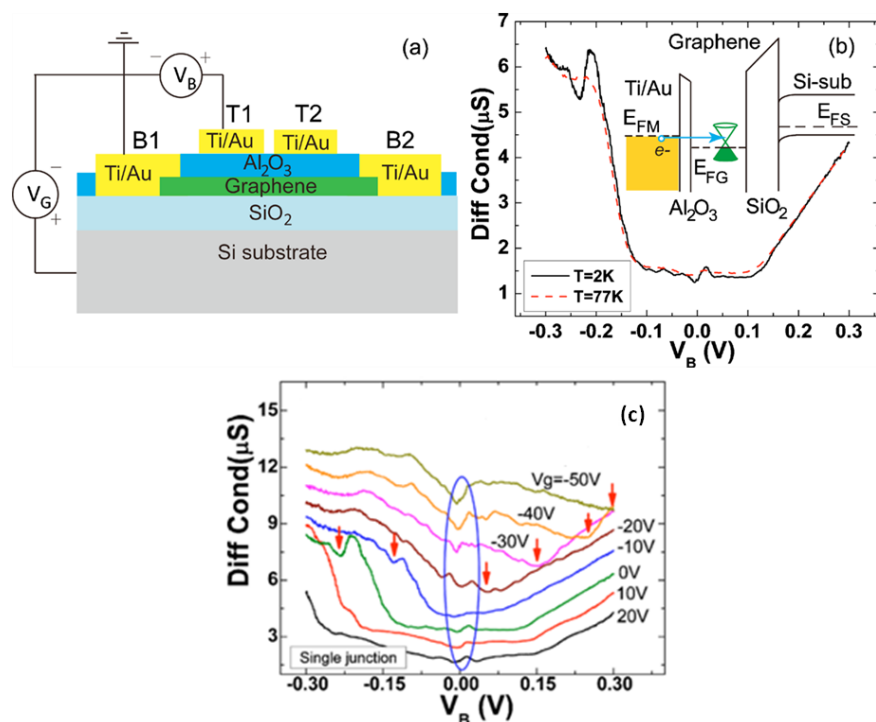 (a)
− V_B +
T1 T2
B1 B2
Ti/Au Ti/Au
Ti/Au Al₂O₃ Ti/Au
Graphene
− V_G +
SiO₂
Si substrate
(b)
Graphene
Ti/Au Si-sub
E_FM E_FS
e-
E_FG
Al₂O₃ SiO₂
Diff Cond(μS)
7
6
5
4
3
2
1
T=2K
T=77K
-0.3 -0.2 -0.1 0.0 0.1 0.2 0.3
V_B (V)
(c)
Diff Cond(μS)
15
12
9
6
3
Vg=-50V
-40V
-30V
-20V
-10V
0V
10V
20V
Single junction
-0.30 -0.15 0.00 0.15 0.30
V_B (V)